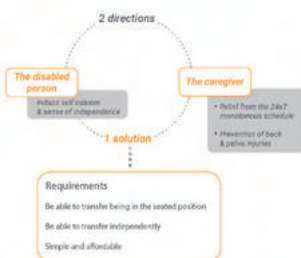 2 directions
The disabled
person
Induce self esteem
& sense of independence
The caregiver
• Relief from the 24x7
monotonous schedule
• Prevention of back
& pelvic injuries
1 solution
Requirements
Be able to transfer being in the seated position
Be able to transfer independently
Simple and affordable